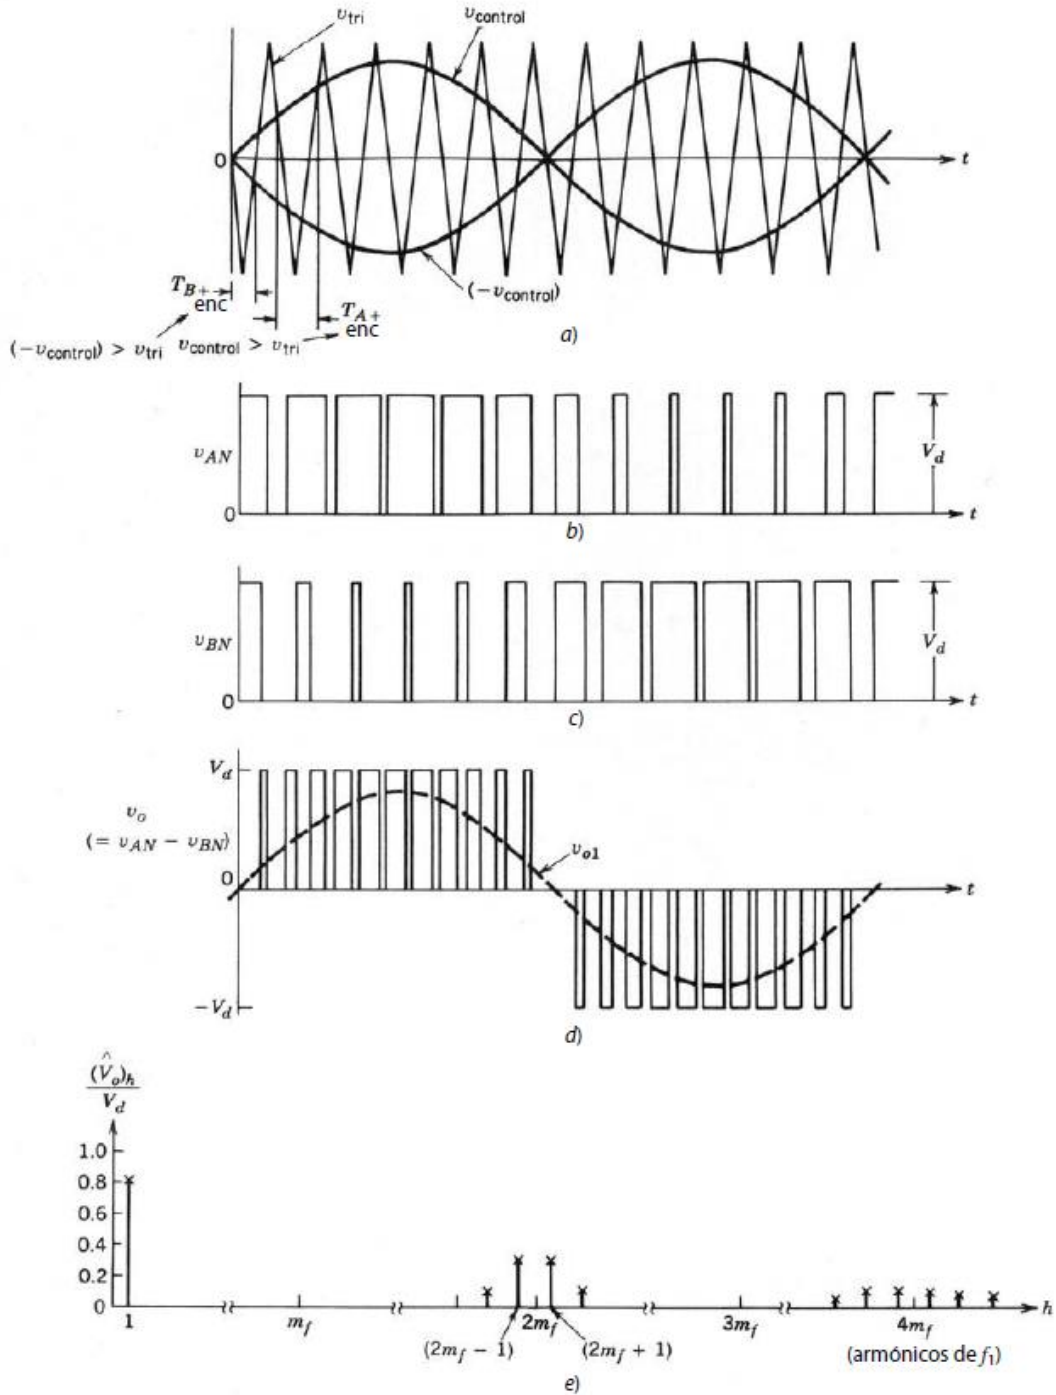 v_tri
v_control
0
t
(-v_control)
T_B+
enc
T_A+
enc
(-v_control) > v_tri v_control > v_tri
a)
v_AN
V_d
0
t
b)
v_BN
V_d
0
t
c)
V_d
v_o
(= v_AN - v_BN)
v_o1
0
t
-V_d
d)
(V̂_o)_h
V_d
1.0
0.8
0.6
0.4
0.2
0
1 m_f 2m_f 3m_f 4m_f h
(2m_f - 1) (2m_f + 1) (armónicos de f_1)
e)